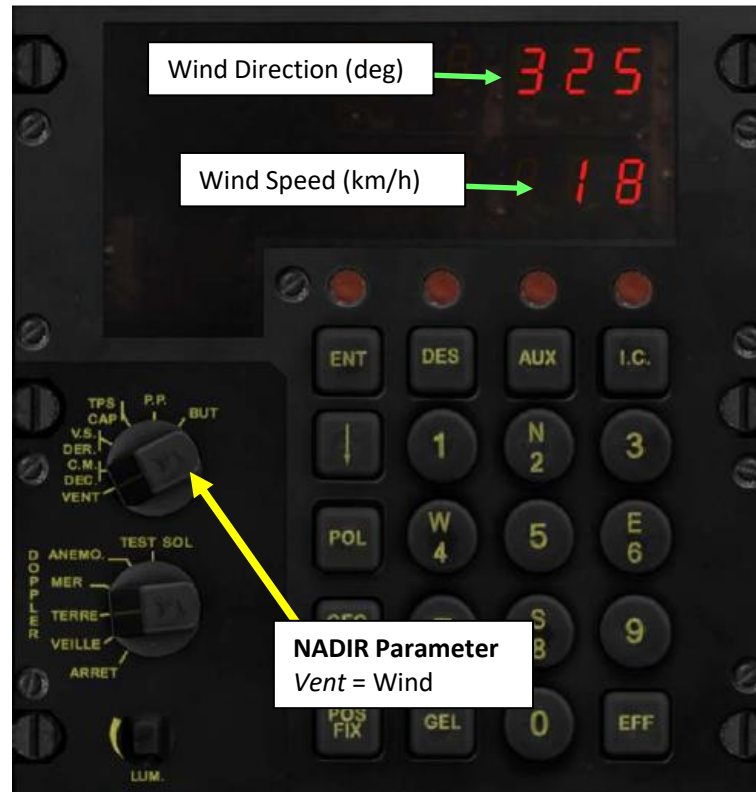 Wind Direction (deg)
325
Wind Speed (km/h)
18
ENT DES AUX I.C.
TPS P.P. BUT
CAP
V.S.
DER.
C.M.
DEC.
VENT
1 N 3
2
POL W 5 E
4 6
DOPPLER
TEST SOL
ANEMO.
MER
TERRE
VEILLE
ARRET
S 9
8
NADIR Parameter
Vent = Wind
POS GEL 0 EFF
FIX
LUM.